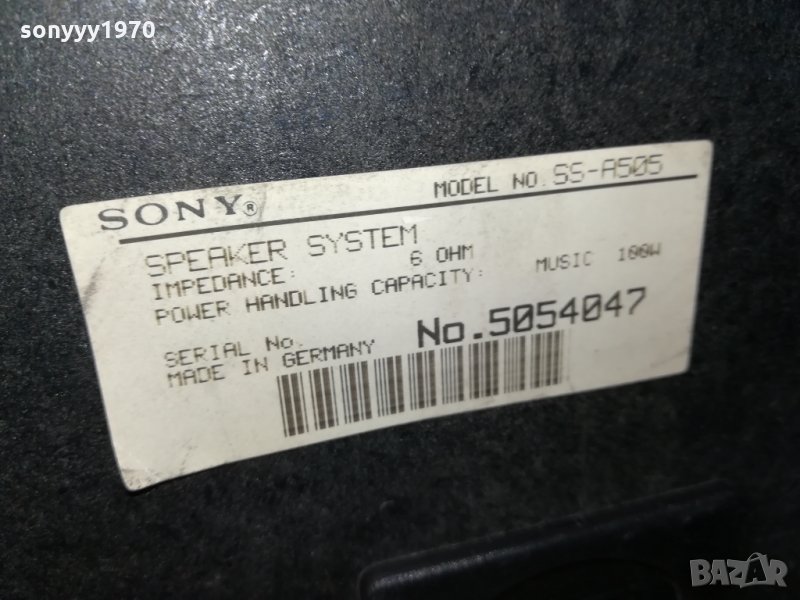 sonyyy1970
SONY® MODEL NO. SS-A505
SPEAKER SYSTEM
IMPEDANCE: 6 OHM
POWER HANDLING CAPACITY: MUSIC 100W
SERIAL No. No.5054047
MADE IN GERMANY
BAZAR